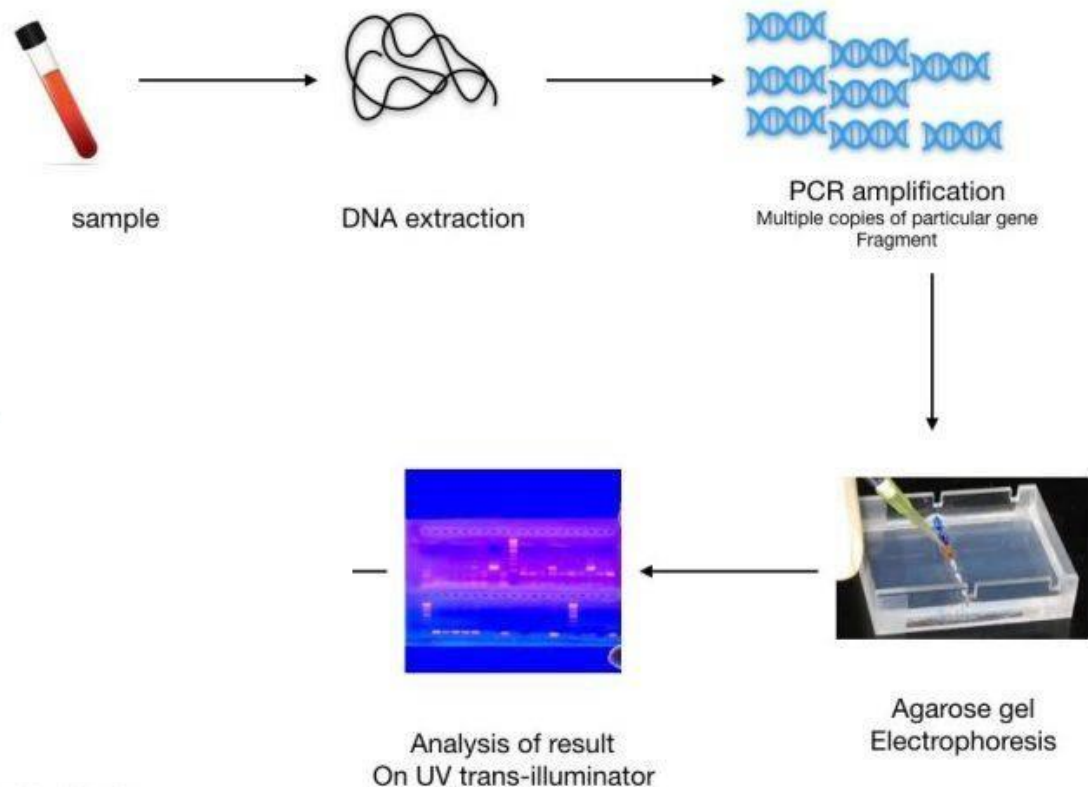 sample
DNA extraction
PCR amplification
Multiple copies of particular gene
Fragment
Agarose gel
Electrophoresis
Analysis of result
On UV trans-illuminator